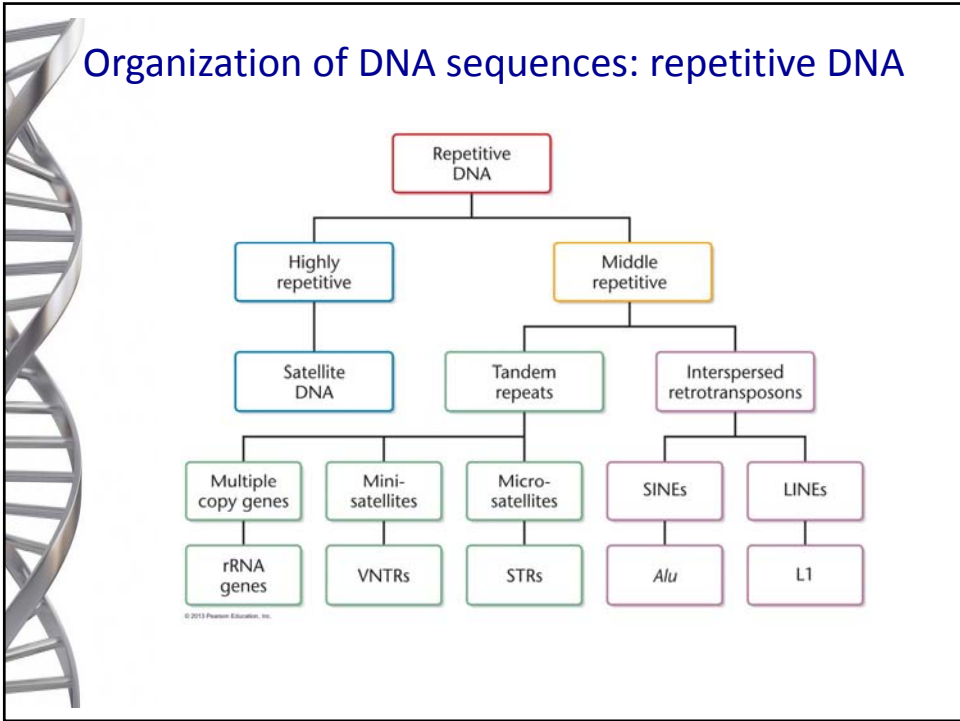 Organization of DNA sequences: repetitive DNA
Repetitive
DNA
Highly
repetitive
Middle
repetitive
Satellite
DNA
Tandem
repeats
Interspersed
retrotransposons
Multiple
copy genes
Mini-
satellites
Micro-
satellites
SINEs
LINEs
rRNA
genes
VNTRs
STRs
Alu
L1
© 2013 Pearson Education, Inc.